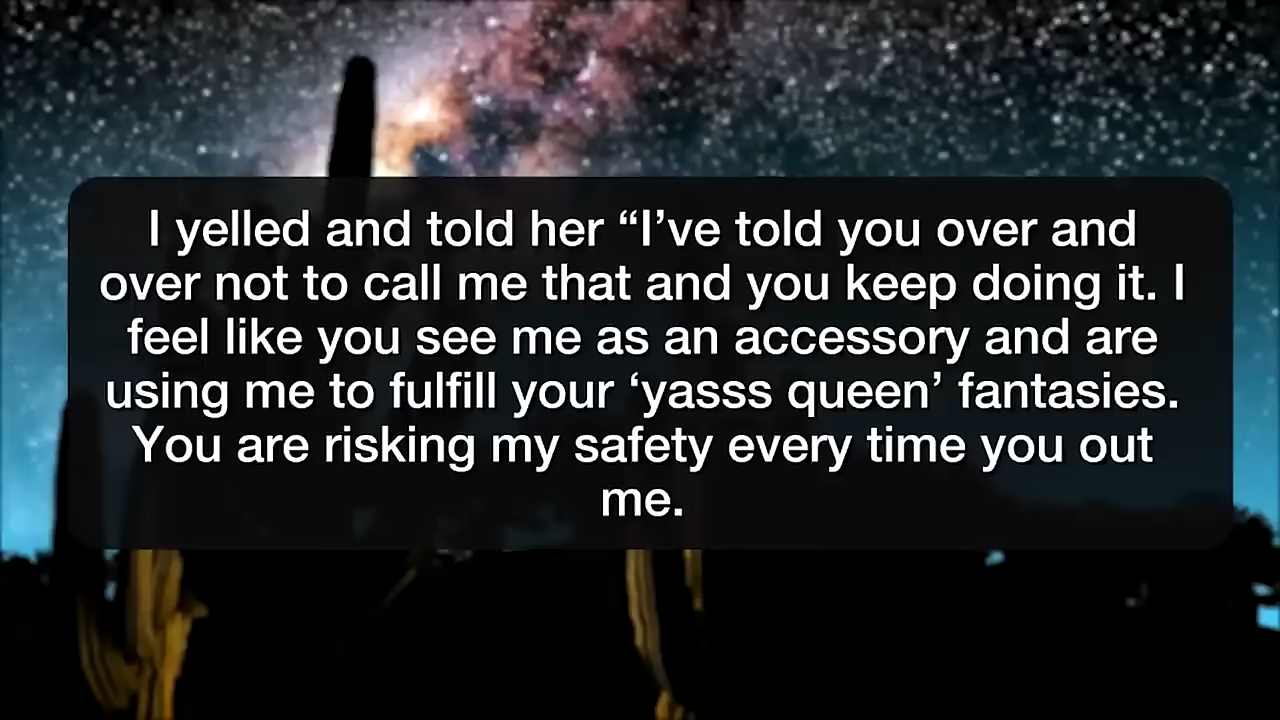 I yelled and told her “I’ve told you over and
over not to call me that and you keep doing it. I
feel like you see me as an accessory and are
using me to fulfill your ‘yasss queen’ fantasies.
You are risking my safety every time you out
me.